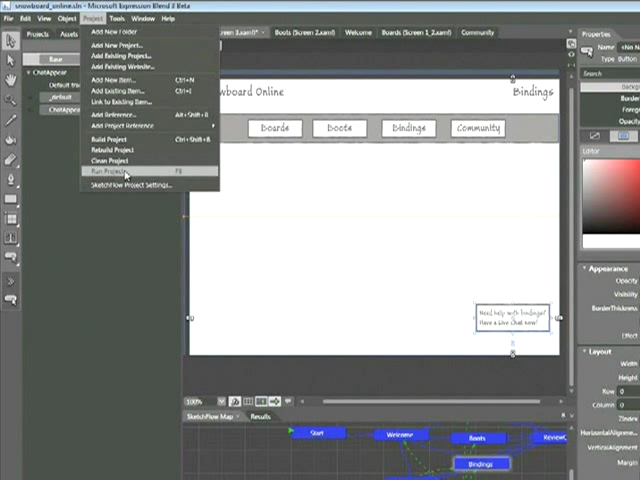 snowboard_online.sln - Microsoft Expression Blend 3 Beta
File Edit View Object Project Tools Window Help
Projects Assets
Boots (Screen 2.xaml) Welcome Boards (Screen 1_2.xaml) Community
Properties
Add New Folder
Add New Project...
Add Existing Project...
Add Existing Website...
Add New Item... Ctrl+N
Add Existing Item... Ctrl+I
Link to Existing Item...
Add Reference... Alt+Shift+R
Add Project Reference
Build Project Ctrl+Shift+B
Rebuild Project
Clean Project
Run Project F5
SketchFlow Project Settings...
Base
ChatAppear
_default
Name
Type Button
Search
wboard Online
Bindings
Boards Boots Bindings Community
Editor
Need help with bindings?
Have a Live Chat now!
Appearance
Opacity
Visibility
BorderThickness
Effect
Layout
Width
Height
Row 0
Column 0
ZIndex
HorizontalAlignme...
VerticalAlignment
Margin
100%
SketchFlow Map Results
Start
Welcome
Boots
Bindings